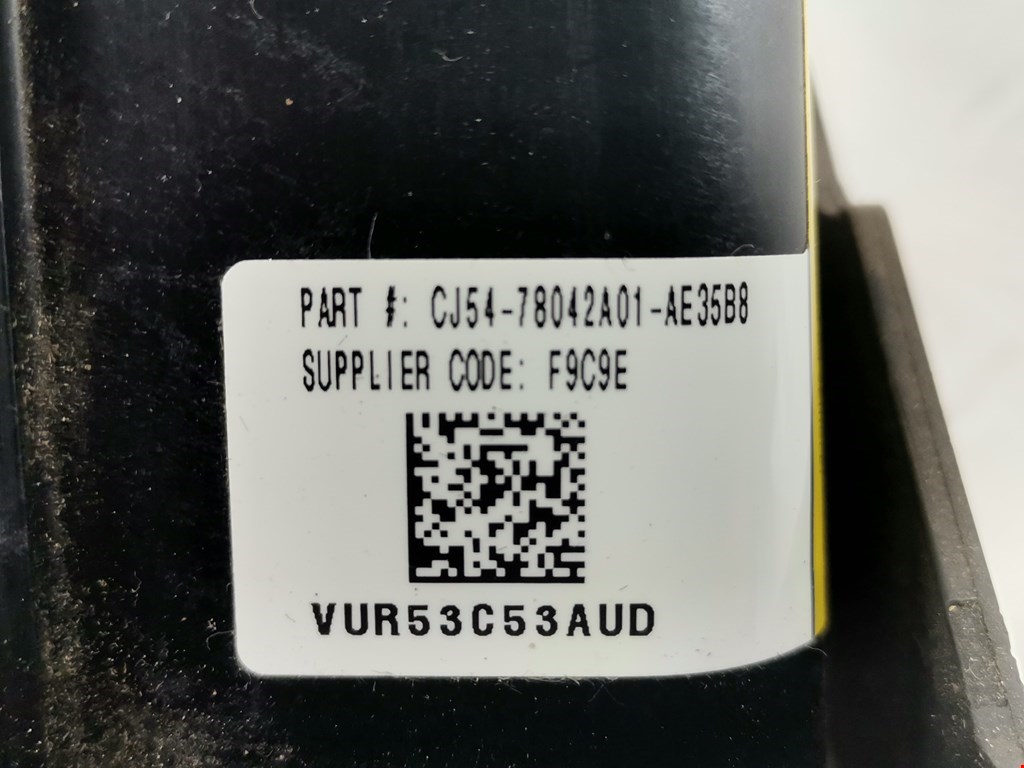 PART #: CJ54-78042A01-AE35B8
SUPPLIER CODE: F9C9E
VUR53C53AUD